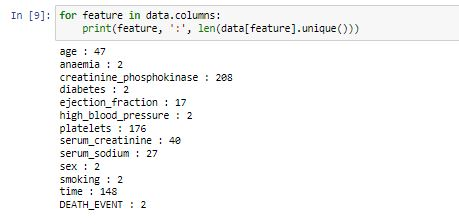 In [9]: for feature in data.columns:
print(feature, ':', len(data[feature].unique()))
age : 47
anaemia : 2
creatinine_phosphokinase : 208
diabetes : 2
ejection_fraction : 17
high_blood_pressure : 2
platelets : 176
serum_creatinine : 40
serum_sodium : 27
sex : 2
smoking : 2
time : 148
DEATH_EVENT : 2